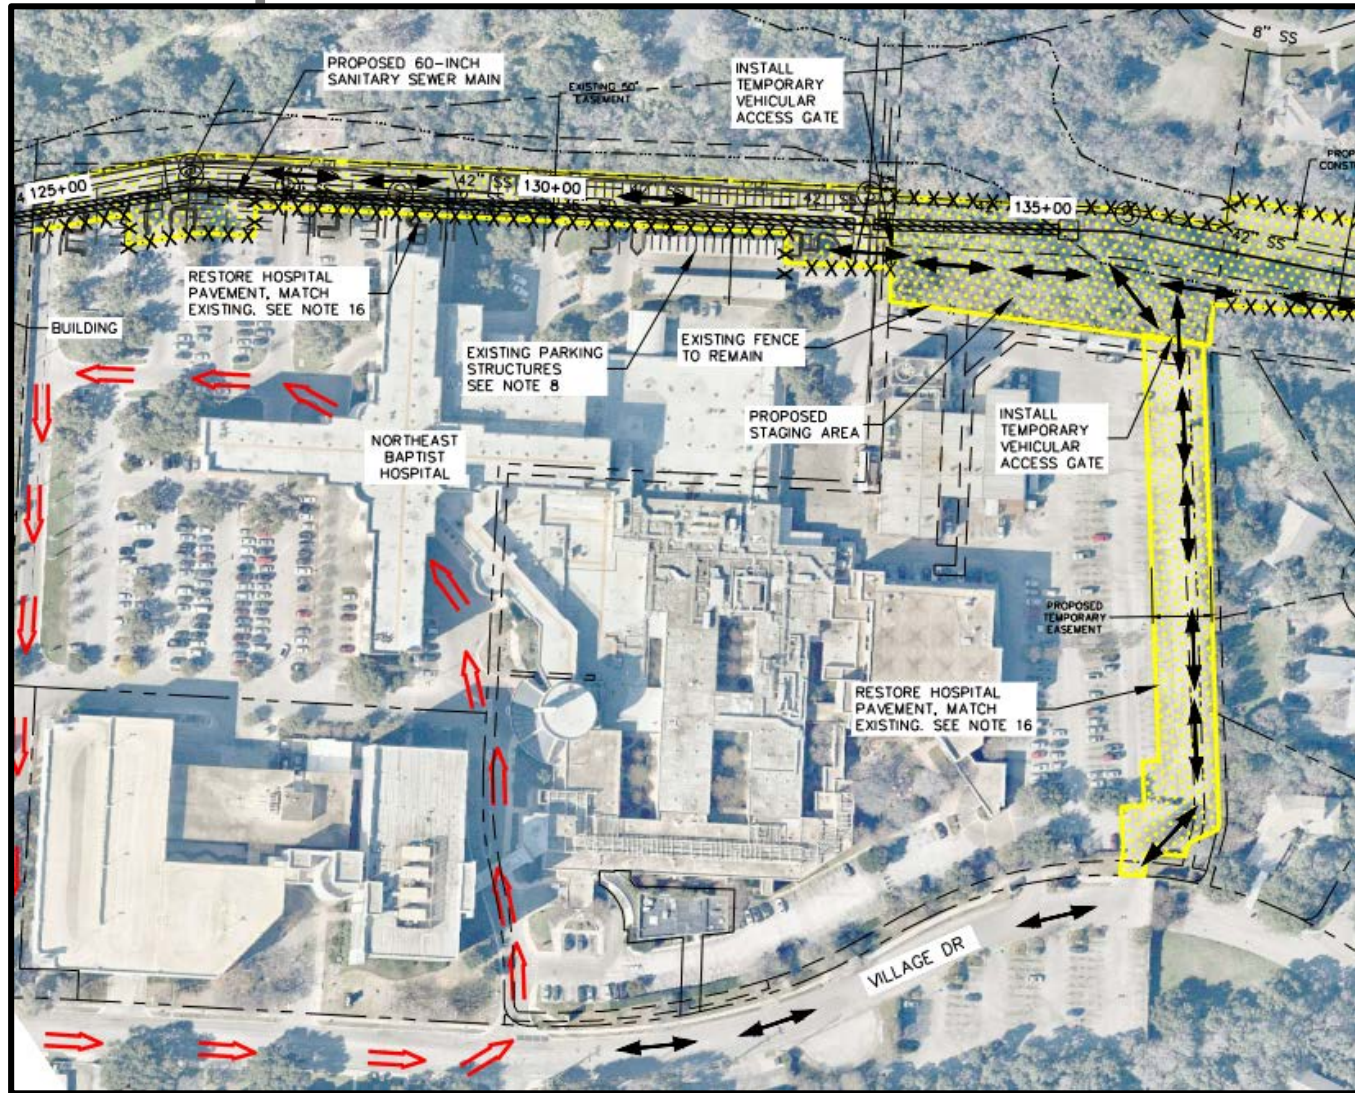 8" SS
PROPOSED 60-INCH
SANITARY SEWER MAIN
EXISTING 50'
EASEMENT
INSTALL
TEMPORARY
VEHICULAR
ACCESS GATE
125+00
42" SS
130+00
42" SS
135+00
42" SS
RESTORE HOSPITAL
PAVEMENT, MATCH
EXISTING. SEE NOTE 16
BUILDING
EXISTING PARKING
STRUCTURES
SEE NOTE 8
EXISTING FENCE
TO REMAIN
PROPOSED
STAGING AREA
INSTALL
TEMPORARY
VEHICULAR
ACCESS GATE
NORTHEAST
BAPTIST
HOSPITAL
PROPOSED
TEMPORARY
EASEMENT
RESTORE HOSPITAL
PAVEMENT, MATCH
EXISTING. SEE NOTE 16
VILLAGE DR